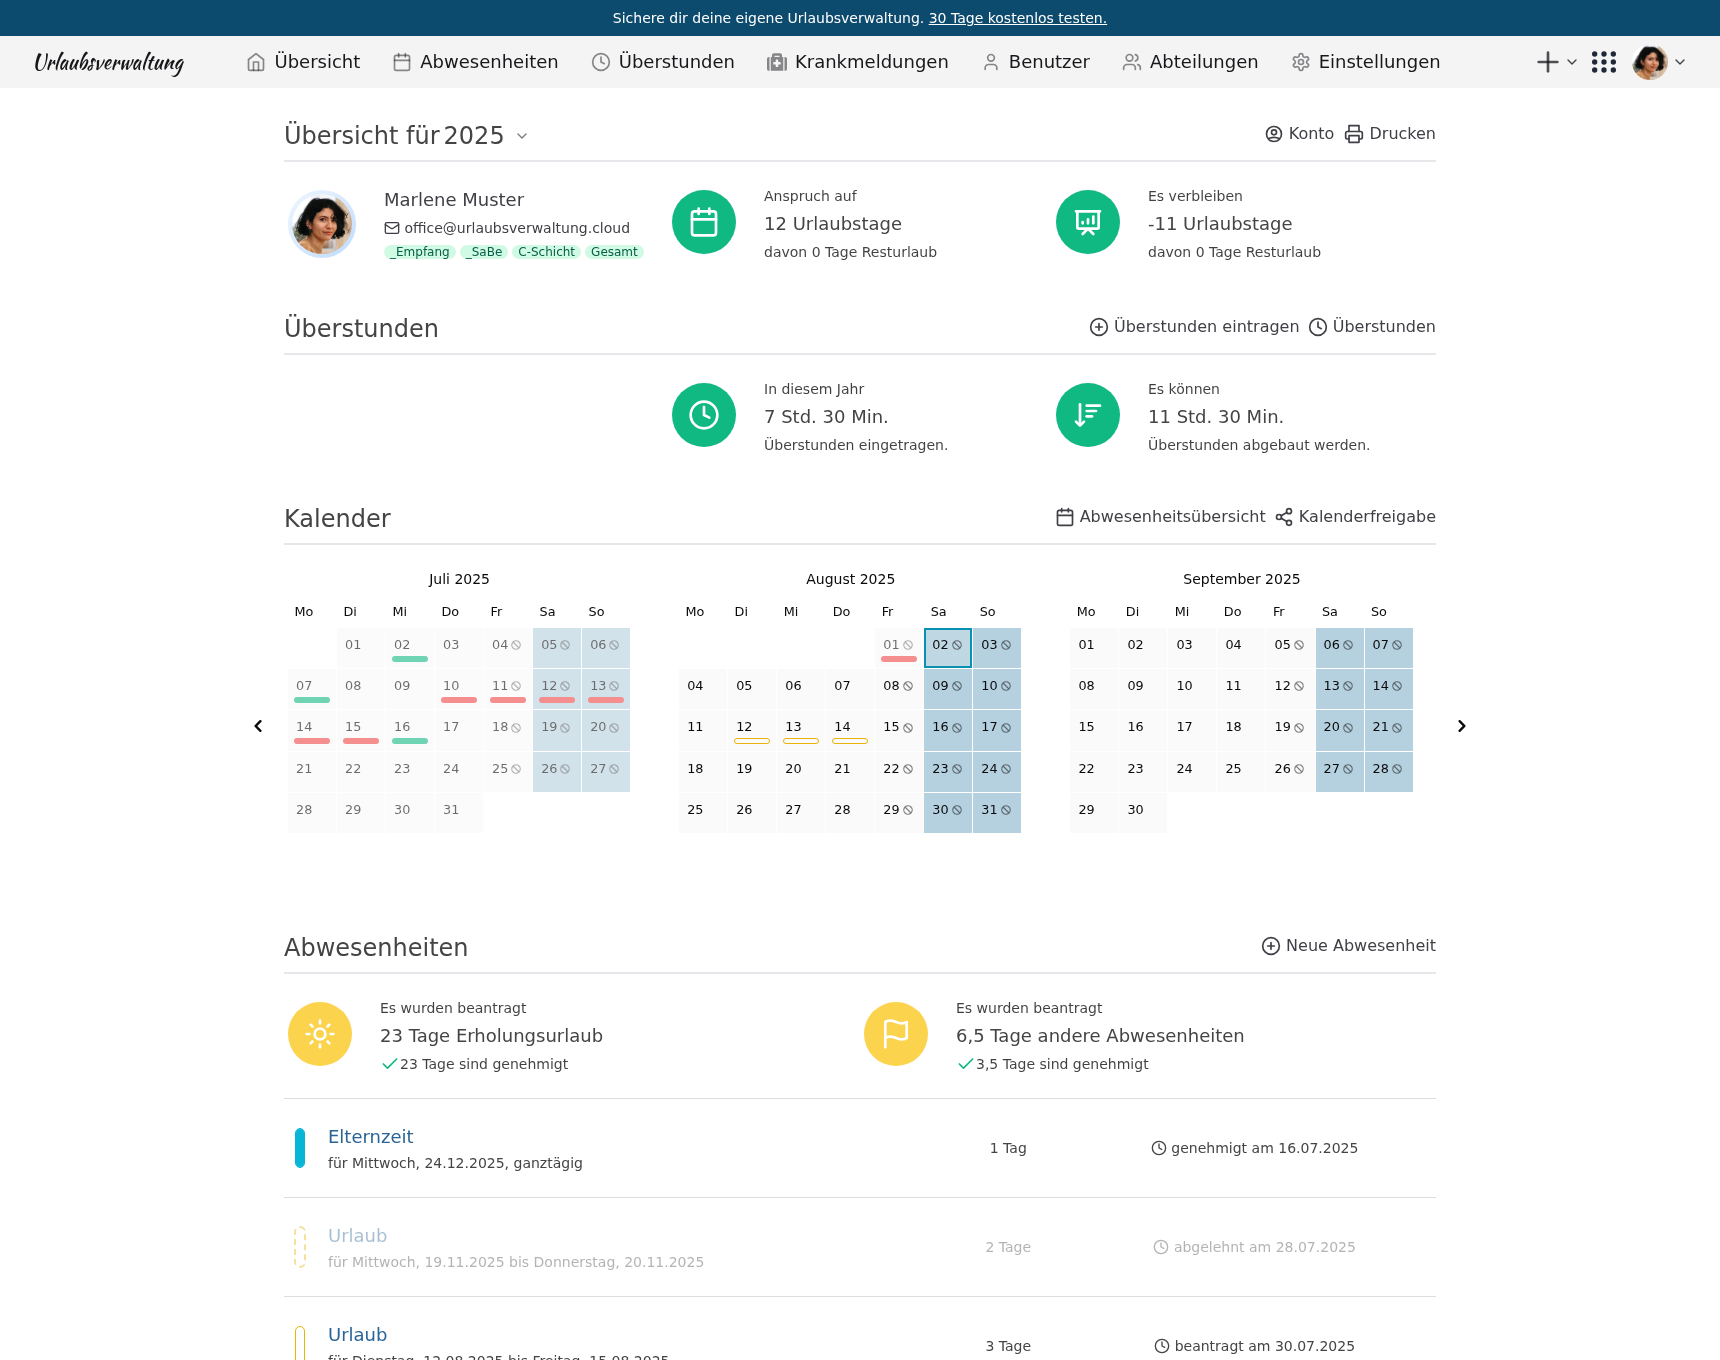 Sichere dir deine eigene Urlaubsverwaltung. 30 Tage kostenlos testen.
Urlaubsverwaltung Übersicht Abwesenheiten Überstunden Krankmeldungen Benutzer Abteilungen Einstellungen
Übersicht für 2025 Konto Drucken
Marlene Muster
office@urlaubsverwaltung.cloud
_Empfang _SaBe C-Schicht Gesamt
Anspruch auf
12 Urlaubstage
davon 0 Tage Resturlaub
Es verbleiben
-11 Urlaubstage
davon 0 Tage Resturlaub
Überstunden Überstunden eintragen Überstunden
In diesem Jahr
7 Std. 30 Min.
Überstunden eingetragen.
Es können
11 Std. 30 Min.
Überstunden abgebaut werden.
Kalender Abwesenheitsübersicht Kalenderfreigabe
Juli 2025
Mo Di Mi Do Fr Sa So
01 02 03 04 05 06
07 08 09 10 11 12 13
14 15 16 17 18 19 20
21 22 23 24 25 26 27
28 29 30 31
August 2025
Mo Di Mi Do Fr Sa So
01 02 03
04 05 06 07 08 09 10
11 12 13 14 15 16 17
18 19 20 21 22 23 24
25 26 27 28 29 30 31
September 2025
Mo Di Mi Do Fr Sa So
01 02 03 04 05 06 07
08 09 10 11 12 13 14
15 16 17 18 19 20 21
22 23 24 25 26 27 28
29 30
Abwesenheiten Neue Abwesenheit
Es wurden beantragt
23 Tage Erholungsurlaub
23 Tage sind genehmigt
Es wurden beantragt
6,5 Tage andere Abwesenheiten
3,5 Tage sind genehmigt
Elternzeit
für Mittwoch, 24.12.2025, ganztägig
1 Tag
genehmigt am 16.07.2025
Urlaub
für Mittwoch, 19.11.2025 bis Donnerstag, 20.11.2025
2 Tage
abgelehnt am 28.07.2025
Urlaub
für Dienstag, 12.08.2025 bis Freitag, 15.08.2025
3 Tage
beantragt am 30.07.2025